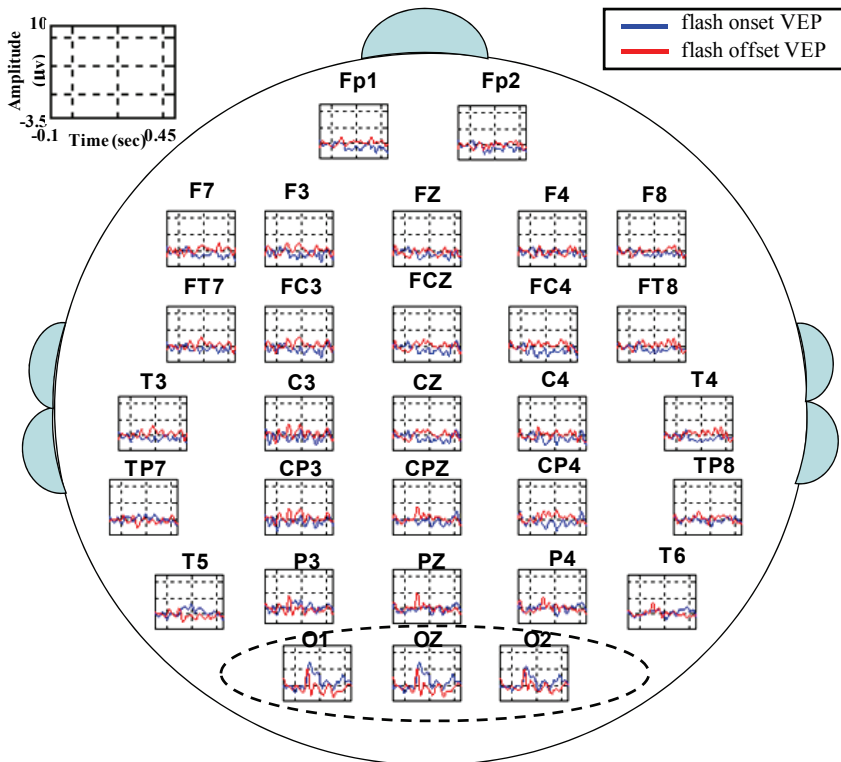 10
Amplitude
(μv)
-3.5
-0.1 Time (sec) 0.45
flash onset VEP
flash offset VEP
Fp1 Fp2
F7 F3 FZ F4 F8
FT7 FC3 FCZ FC4 FT8
T3 C3 CZ C4 T4
TP7 CP3 CPZ CP4 TP8
T5 P3 PZ P4 T6
O1 OZ O2